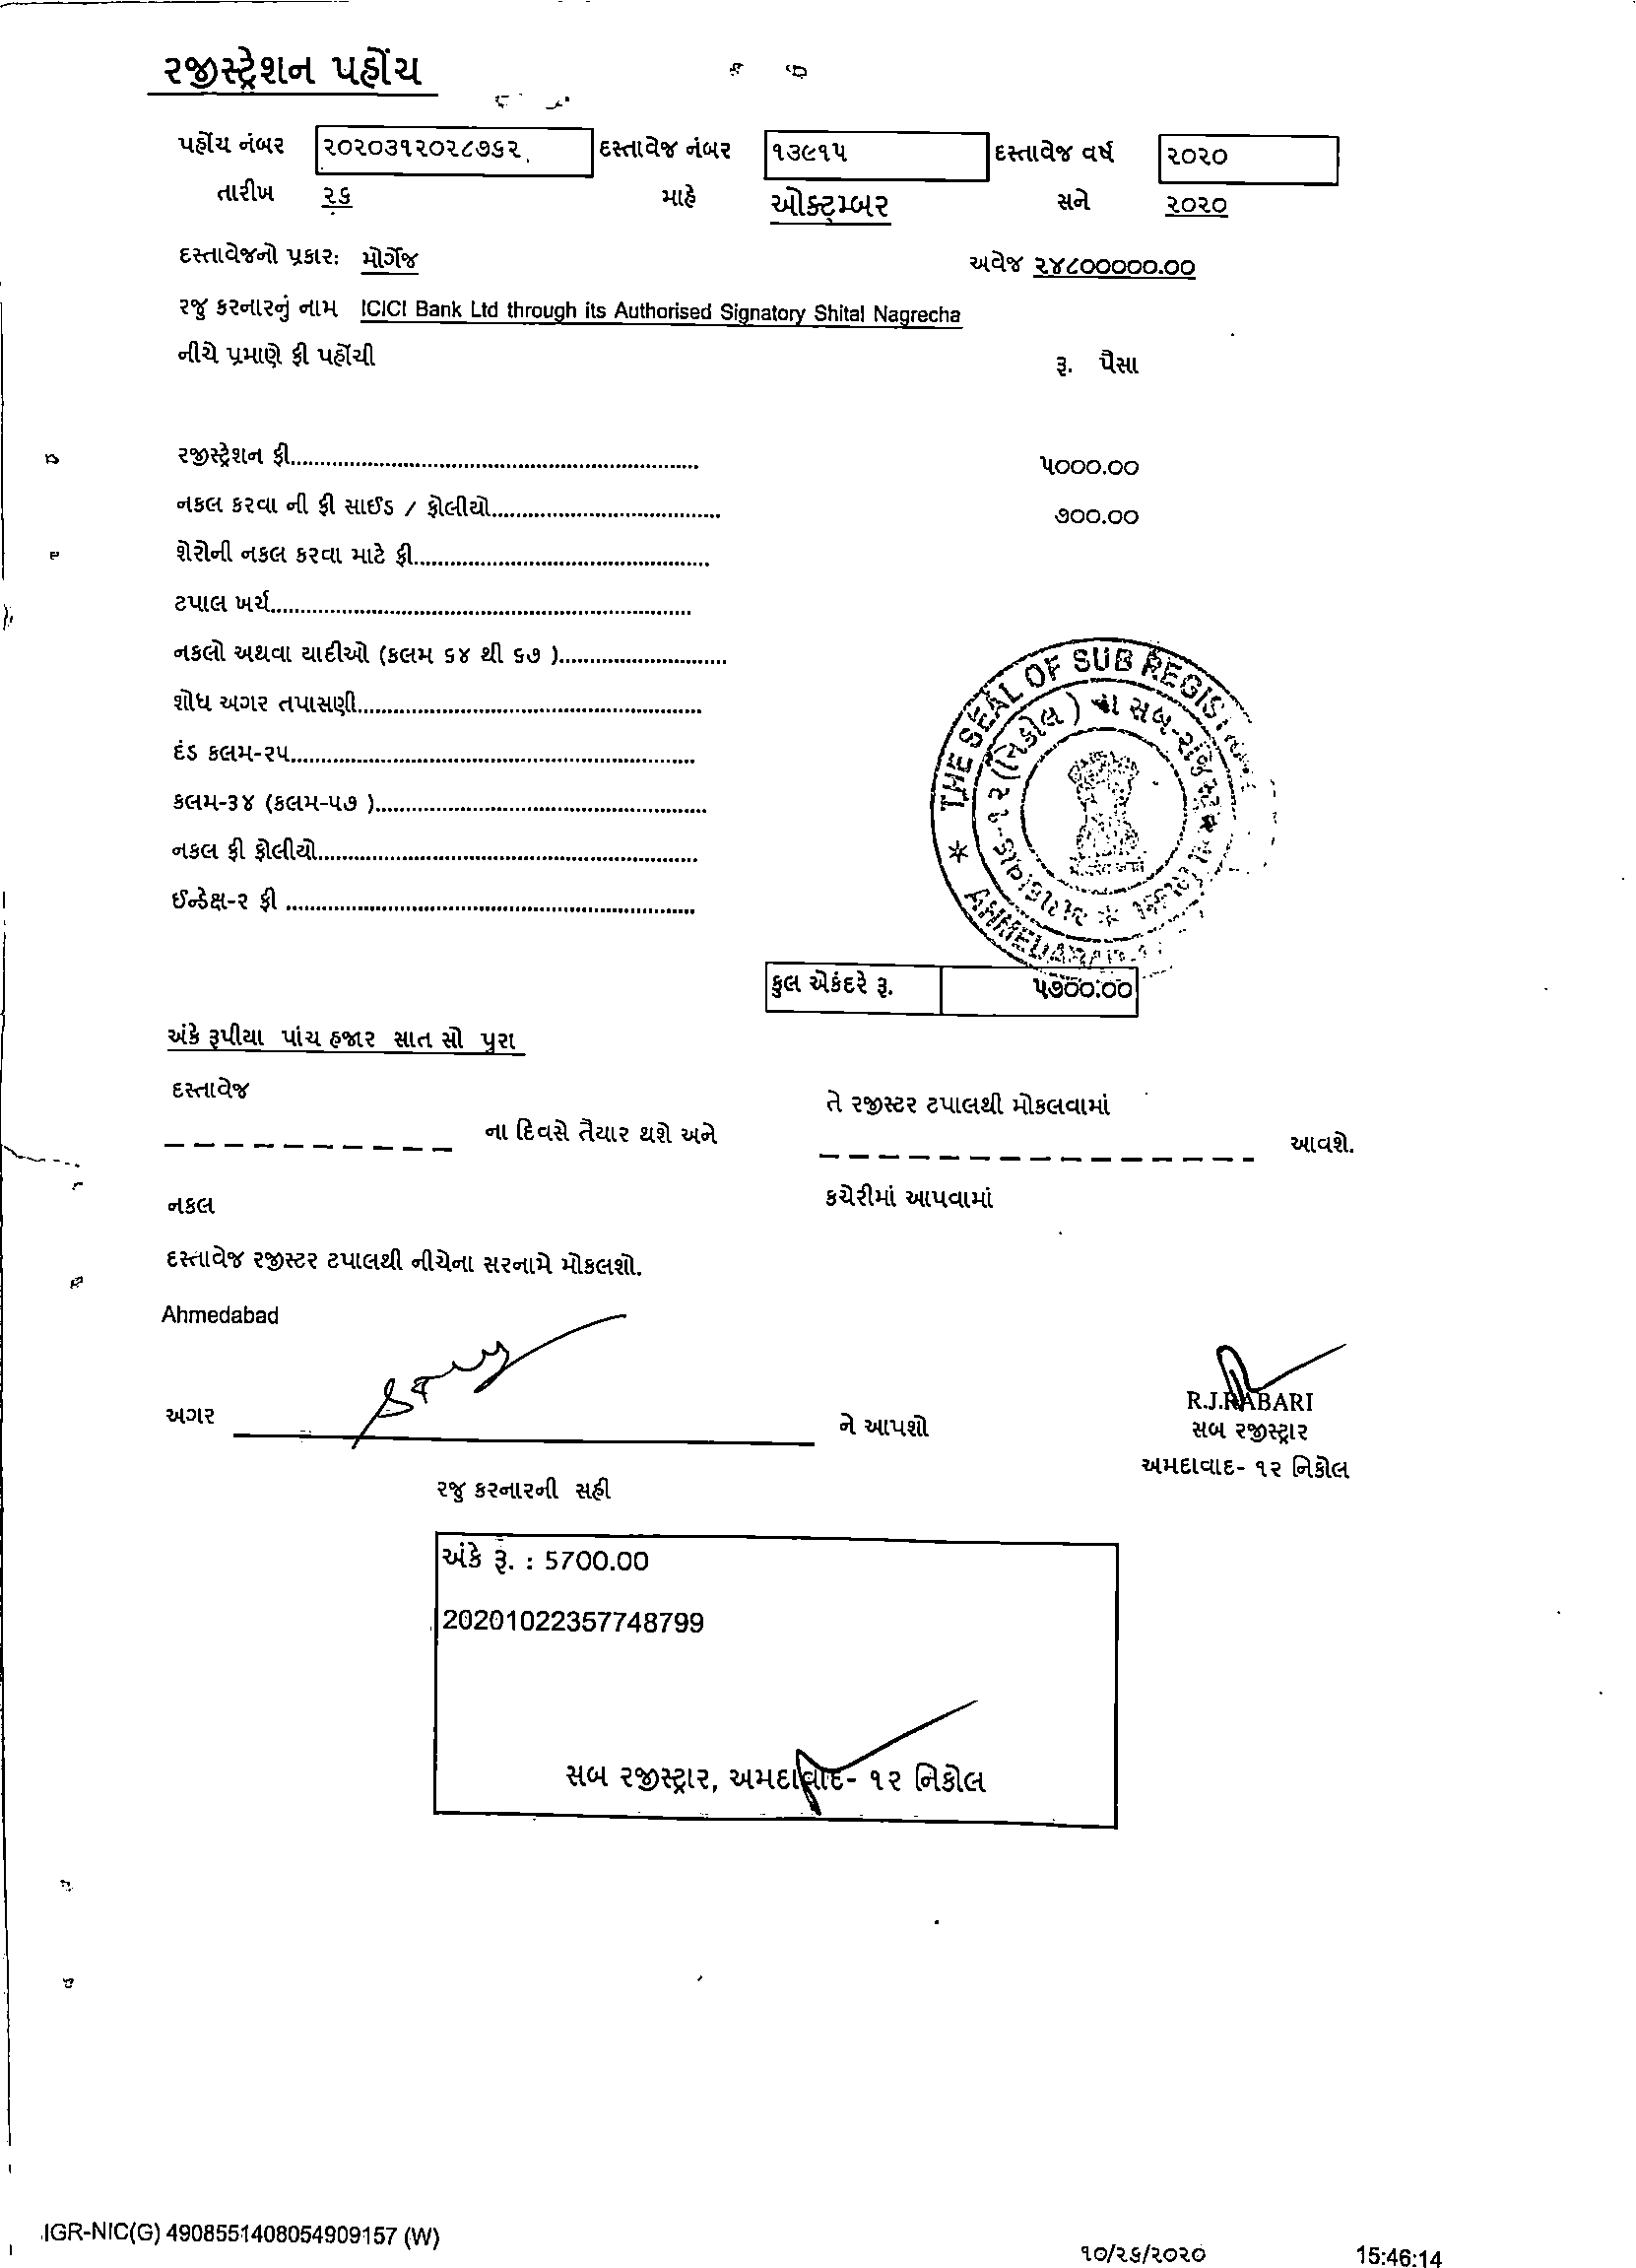 રજીસ્ટ્રેશન પહોંચ
પહોંચ નંબર ૨૦૨૦૩૧૨૦૨૮૭૬૨ દસ્તાવેજ નંબર ૧૩૯૧૫ દસ્તાવેજ વર્ષ ૨૦૨૦
તારીખ ૨૬ માહે ઓક્ટ્મ્બર સને ૨૦૨૦
દસ્તાવેજનો પ્રકાર: મોર્ગેજ અવેજ ૨૪૮૦૦૦૦૦.૦૦
રજુ કરનારનું નામ ICICI Bank Ltd through its Authorised Signatory Shital Nagrecha
નીચે પ્રમાણે ફી પહોંચી રૂ. પૈસા
રજીસ્ટ્રેશન ફી ૫૦૦૦.૦૦
નકલ કરવા ની ફી સાઈડ / ફોલીયો ૭૦૦.૦૦
શેરોની નકલ કરવા માટે ફી
ટપાલ ખર્ચ
નકલો અથવા યાદીઓ (કલમ ૬૪ થી ૬૭ )
શોધ અગર તપાસણી
દંડ કલમ-૨૫
કલમ-૩૪ (કલમ-૫૭ )
નકલ ફી ફોલીયો
ઈન્ડેક્ષ-૨ ફી
THE SEAL OF SUB
AHMEDABAD
કુલ એકંદરે રૂ. ૫૭૦૦.૦૦
અંકે રૂપીયા પાંચ હજાર સાત સો પુરા
દસ્તાવેજ
તે રજીસ્ટર ટપાલથી મોકલવામાં
ના દિવસે તૈયાર થશે અને
આવશે.
નકલ
કચેરીમાં આપવામાં
દસ્તાવેજ રજીસ્ટર ટપાલથી નીચેના સરનામે મોકલશો.
Ahmedabad
અગર ને આપશો
R.J.RABARI
સબ રજીસ્ટ્રાર
અમદાવાદ- ૧૨ નિકોલ
રજુ કરનારની સહી
અંકે રૂ. : 5700.00
20201022357748799
સબ રજીસ્ટ્રાર, અમદાવાદ- ૧૨ નિકોલ
IGR-NIC(G) 4908551408054909157 (W)
૧૦/૨૬/૨૦૨૦ 15:46:14